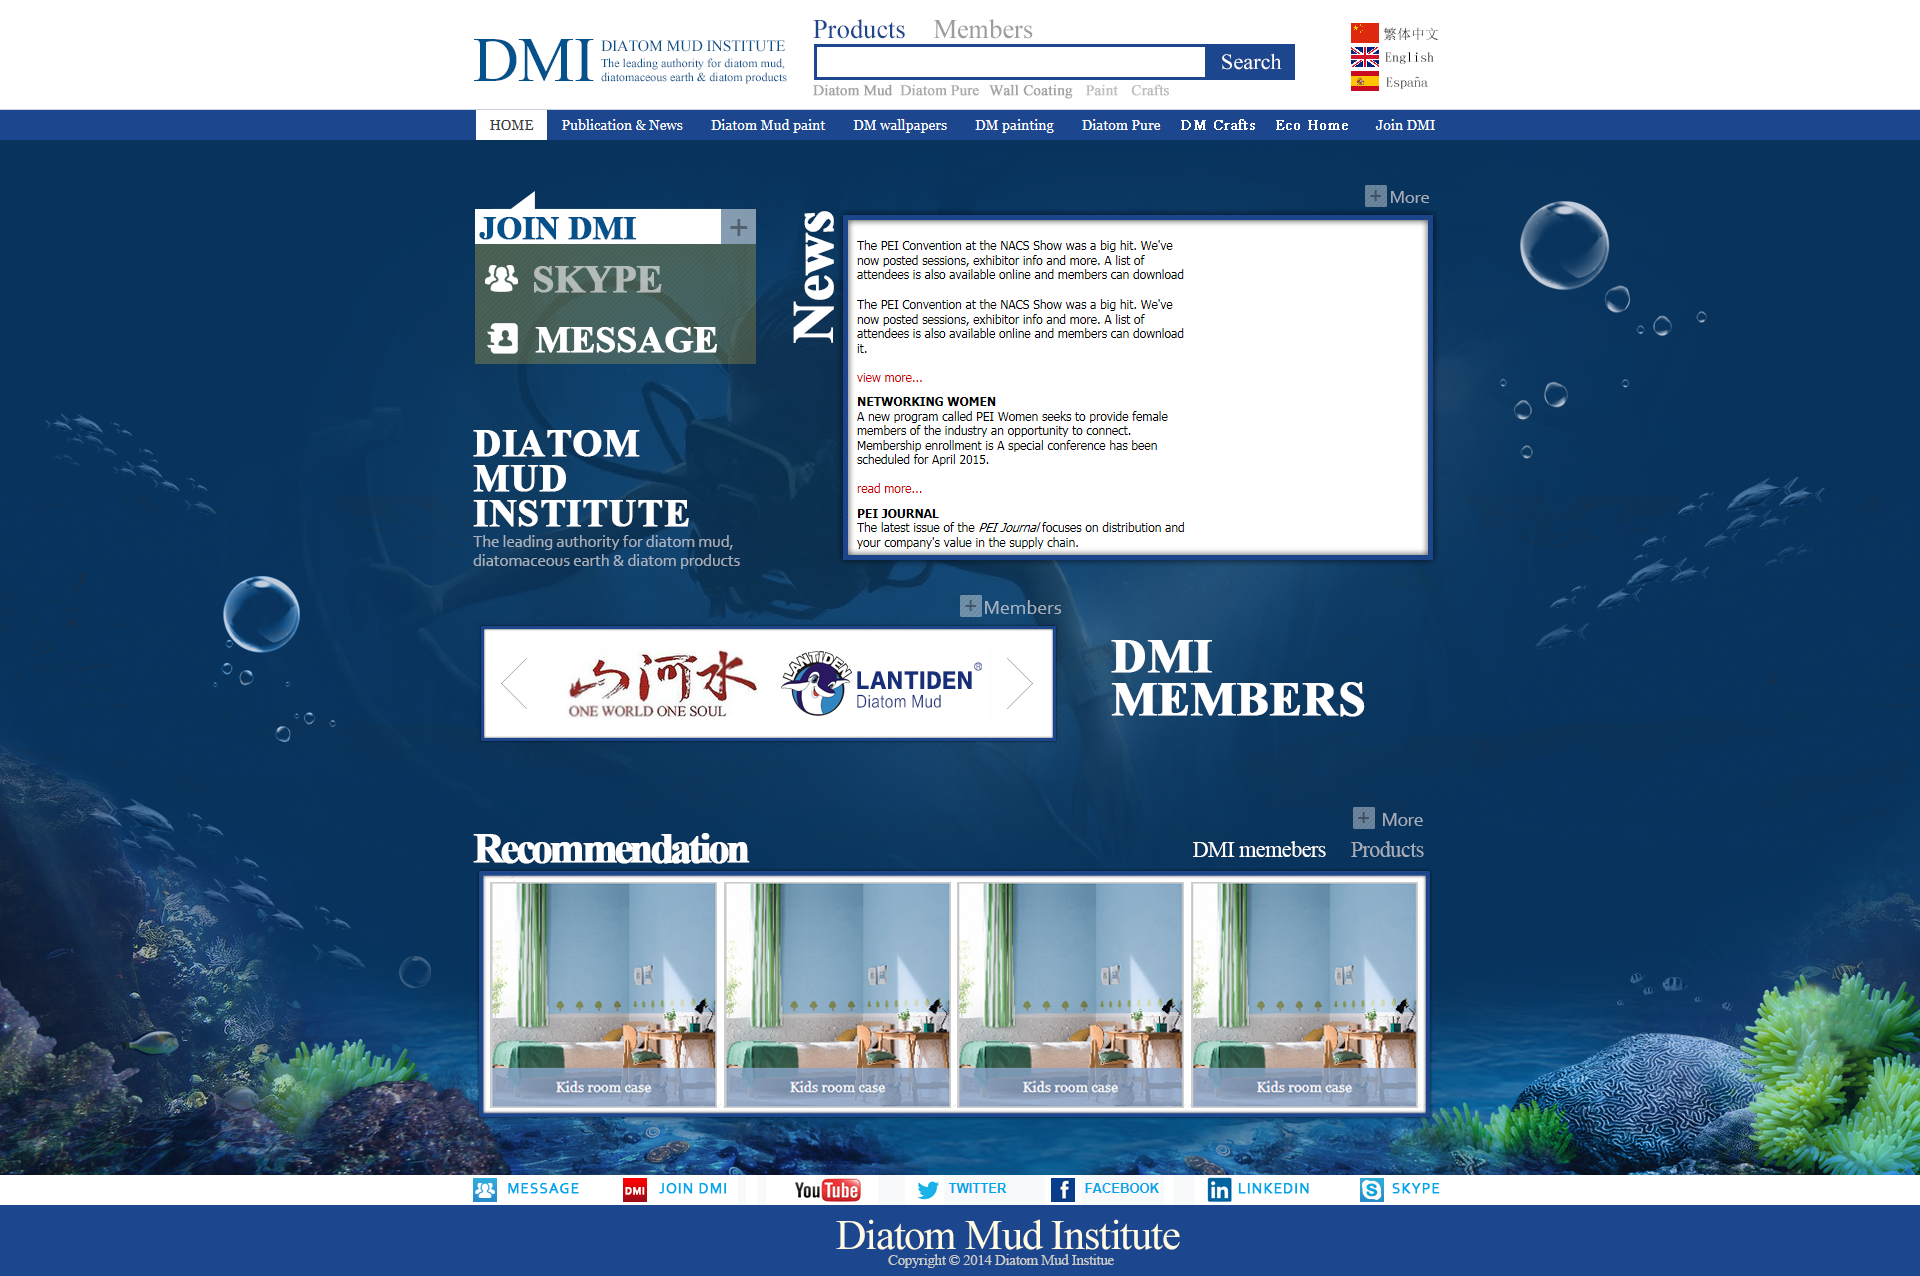 DMI
DIATOM MUD INSTITUTE
The leading authority for diatom mud,
diatomaceous earth & diatom products
Products Members
Search
Diatom Mud Diatom Pure Wall Coating Paint Crafts
繁体中文
English
España
HOME Publication & News Diatom Mud paint DM wallpapers DM painting Diatom Pure DM Crafts Eco Home Join DMI
JOIN DMI +
SKYPE
MESSAGE
DIATOM
MUD
INSTITUTE
The leading authority for diatom mud,
diatomaceous earth & diatom products
News
+ More
The PEI Convention at the NACS Show was a big hit. We've
now posted sessions, exhibitor info and more. A list of
attendees is also available online and members can download
The PEI Convention at the NACS Show was a big hit. We've
now posted sessions, exhibitor info and more. A list of
attendees is also available online and members can download
it.
view more...
NETWORKING WOMEN
A new program called PEI Women seeks to provide female
members of the industry an opportunity to connect.
Membership enrollment is A special conference has been
scheduled for April 2015.
read more...
PEI JOURNAL
The latest issue of the PEI Journal focuses on distribution and
your company's value in the supply chain.
+ Members
山河水
ONE WORLD ONE SOUL
LANTIDEN
LANTIDEN®
Diatom Mud
DMI
MEMBERS
+ More
Recommendation
DMI memebers Products
Kids room case
Kids room case
Kids room case
Kids room case
MESSAGE DMI JOIN DMI YouTube TWITTER FACEBOOK LINKEDIN SKYPE
Diatom Mud Institute
Copyright © 2014 Diatom Mud Institue